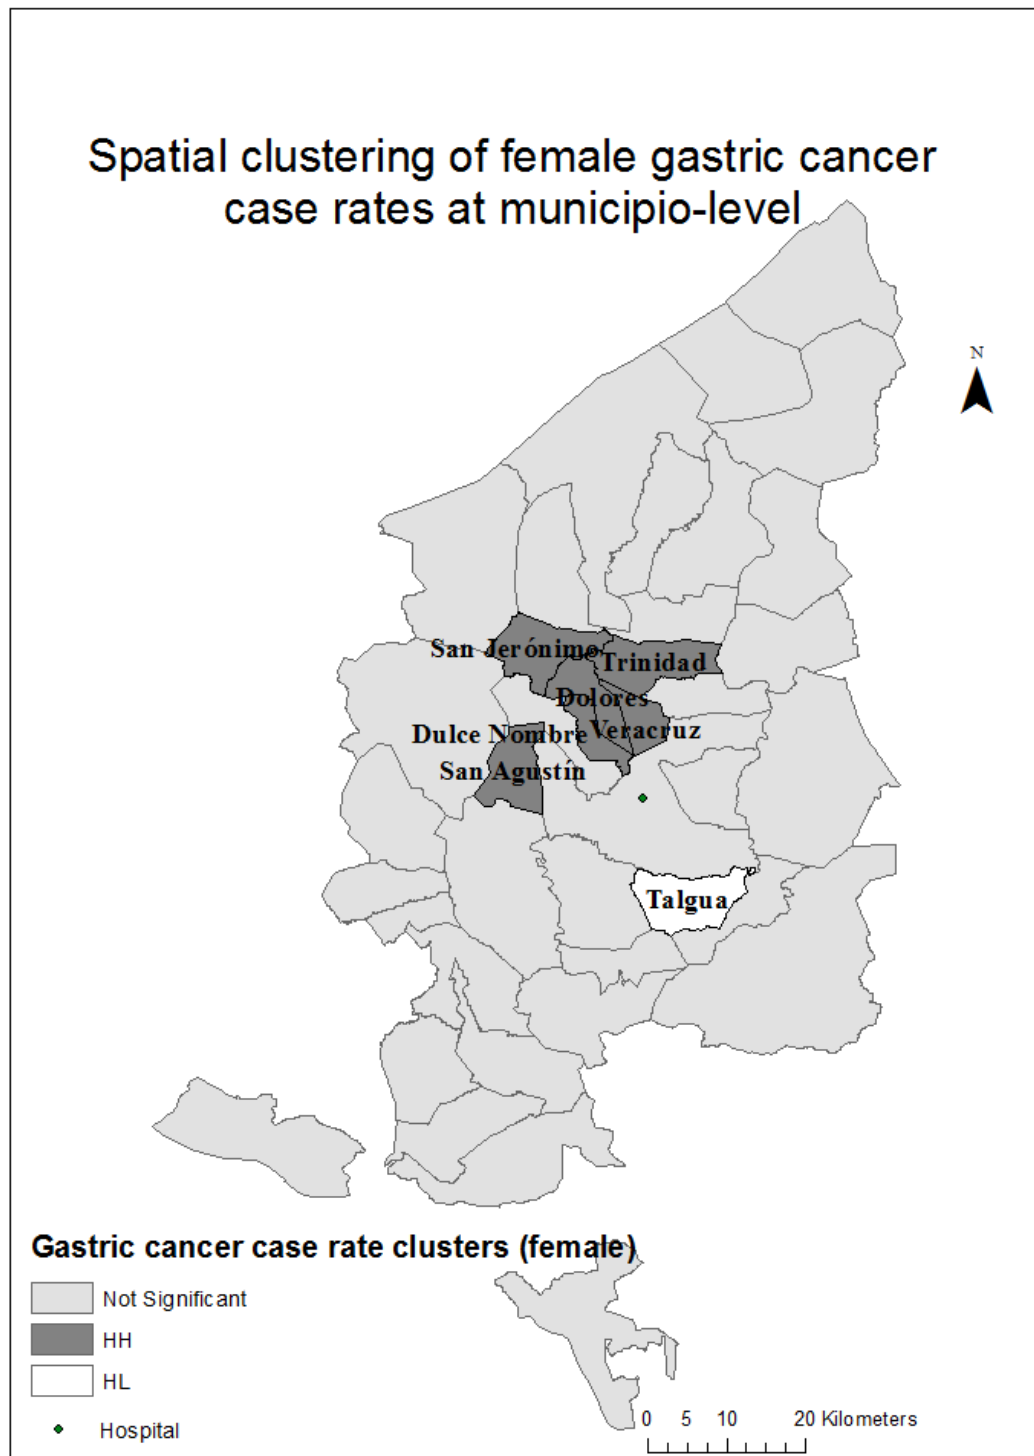 Spatial clustering of female gastric cancer
case rates at municipio-level
N
San Jerónimo
Trinidad
Dolores
Dulce Nombre
Veracruz
San Agustín
Talgua
Gastric cancer case rate clusters (female)
Not Significant
HH
HL
Hospital
0 5 10 20 Kilometers